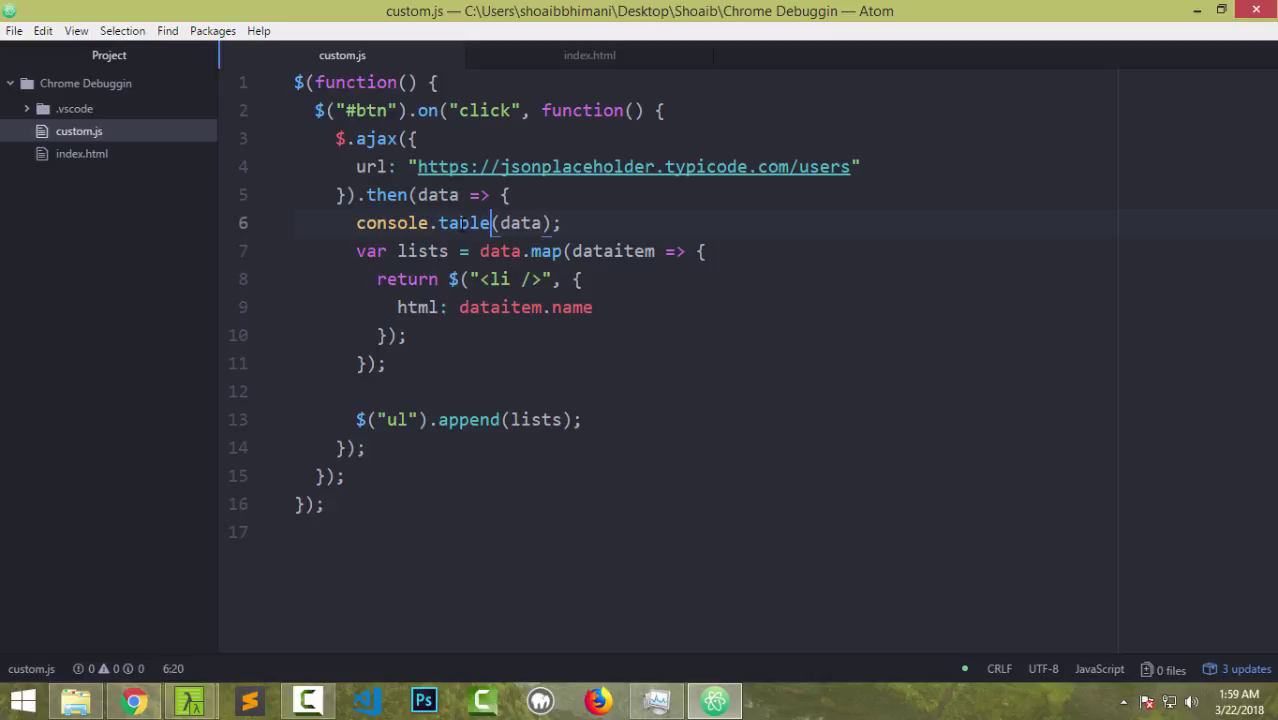 custom.js — C:\Users\shoaibbhimani\Desktop\Shoaib\Chrome Debuggin — Atom
File Edit View Selection Find Packages Help
Project
custom.js
index.html
Chrome Debuggin
.vscode
custom.js
index.html
1 $(function() {
2 $("#btn").on("click", function() {
3 $.ajax({
4 url: "https://jsonplaceholder.typicode.com/users"
5 }).then(data => {
6 console.table(data);
7 var lists = data.map(dataitem => {
8 return $("<li />", {
9 html: dataitem.name
10 });
11 });
12
13 $("ul").append(lists);
14 });
15 });
16 });
17
custom.js 0 0 0 6:20 CRLF UTF-8 JavaScript 0 files 3 updates
Ps
1:59 AM
3/22/2018